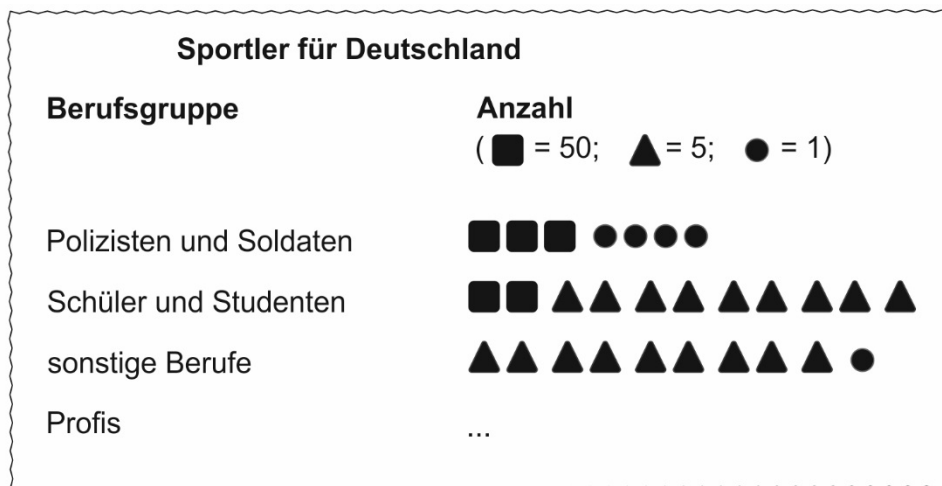 Sportler für Deutschland
Berufsgruppe Anzahl
(■ = 50; ▲ = 5; ● = 1)
Polizisten und Soldaten
Schüler und Studenten
sonstige Berufe
Profis ...